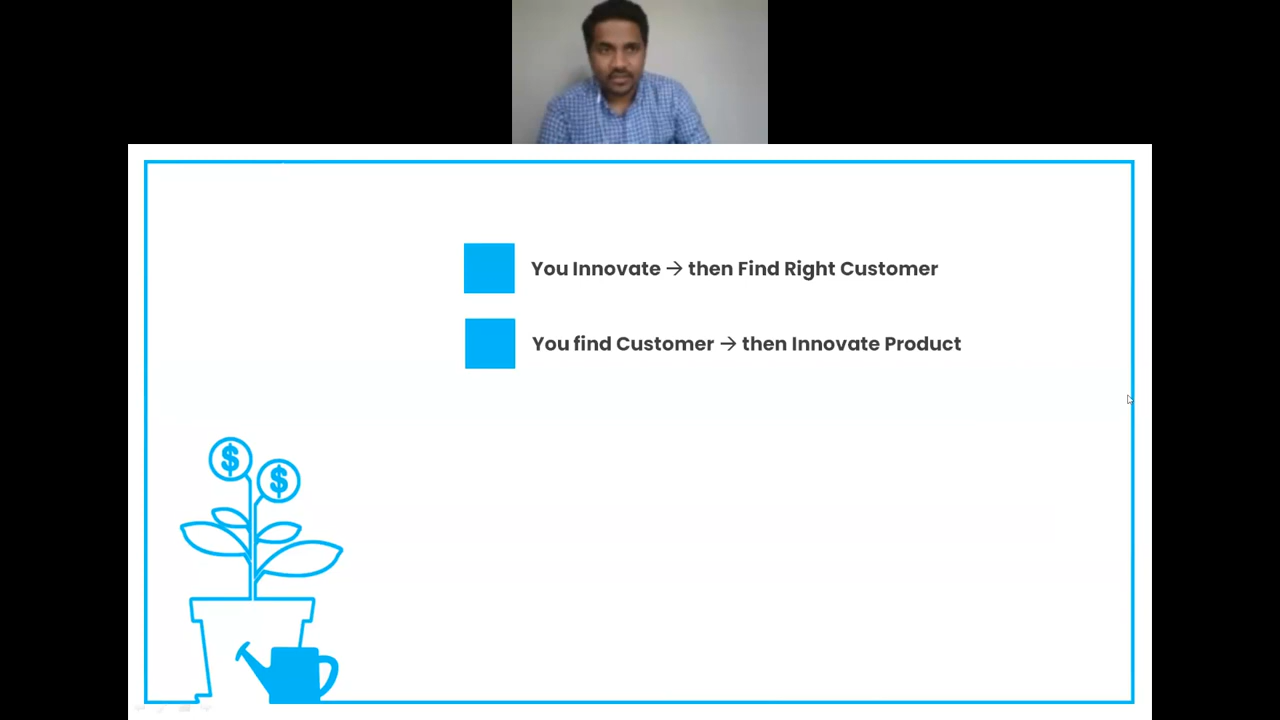 You Innovate → then Find Right Customer
You find Customer → then Innovate Product
$
$